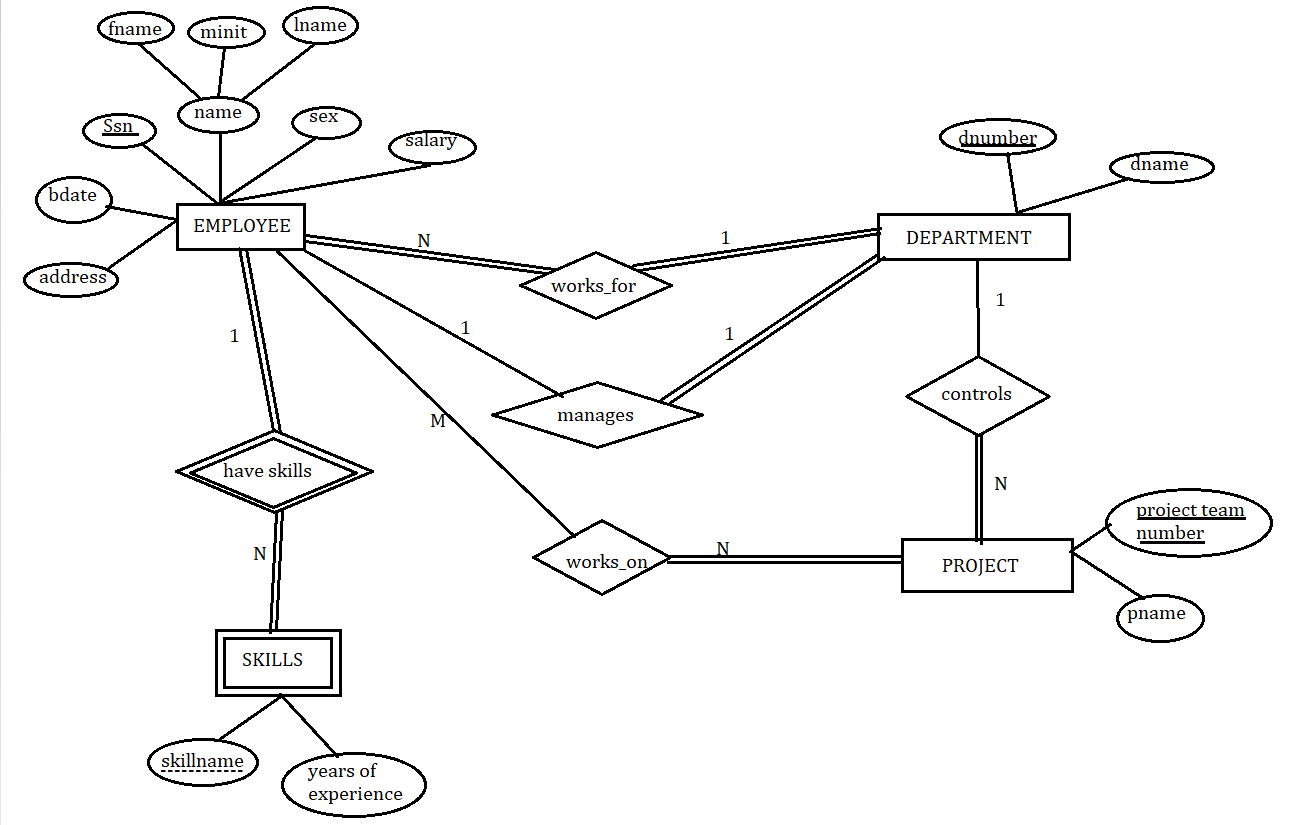 fname
minit
lname
name
Ssn
sex
salary
bdate
address
EMPLOYEE
dnumber
dname
DEPARTMENT
N
1
works_for
1
1
1
1
manages
M
controls
have skills
N
N
N
works_on
project team
number
PROJECT
pname
SKILLS
skillname
years of
experience